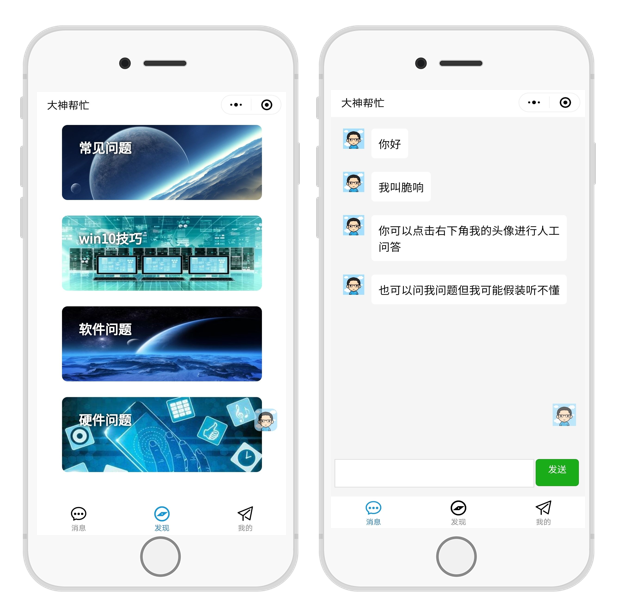 大神帮忙
常见问题
win10技巧
软件问题
硬件问题
消息
发现
我的
大神帮忙
你好
我叫脆响
你可以点击右下角我的头像进行人工
问答
也可以问我问题但我可能假装听不懂
发送
消息
发现
我的